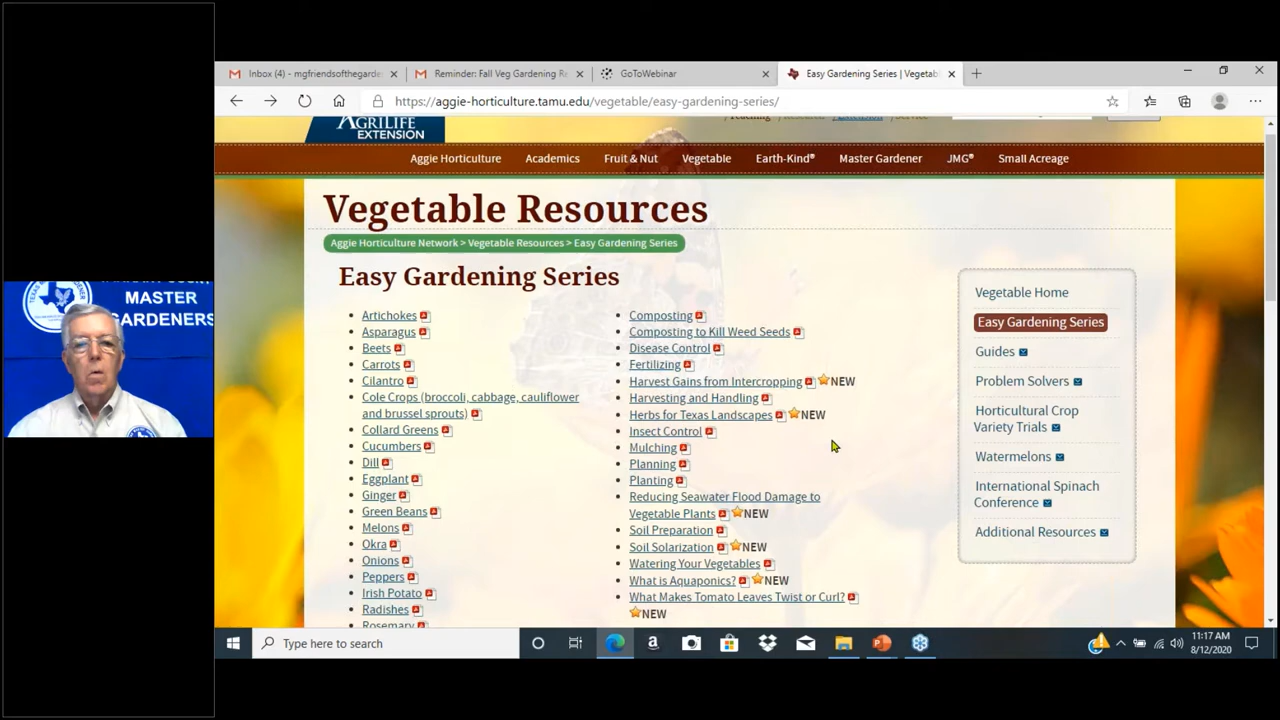 Inbox (4) - mgfriendsofthegarde
Reminder: Fall Veg Gardening Re
GoToWebinar
Easy Gardening Series | Vegetab
https://aggie-horticulture.tamu.edu/vegetable/easy-gardening-series/
AGRILIFE
EXTENSION
Aggie Horticulture
Academics
Fruit & Nut
Vegetable
Earth-Kind®
Master Gardener
JMG®
Small Acreage
Vegetable Resources
Aggie Horticulture Network > Vegetable Resources > Easy Gardening Series
Easy Gardening Series
Artichokes
Asparagus
Beets
Carrots
Cilantro
Cole Crops (broccoli, cabbage, cauliflower
and brussel sprouts)
Collard Greens
Cucumbers
Dill
Eggplant
Ginger
Green Beans
Melons
Okra
Onions
Peppers
Irish Potato
Radishes
Rosemary
Composting
Composting to Kill Weed Seeds
Disease Control
Fertilizing
Harvest Gains from Intercropping NEW
Harvesting and Handling
Herbs for Texas Landscapes NEW
Insect Control
Mulching
Planning
Planting
Reducing Seawater Flood Damage to
Vegetable Plants NEW
Soil Preparation
Soil Solarization NEW
Watering Your Vegetables
What is Aquaponics? NEW
What Makes Tomato Leaves Twist or Curl?
NEW
Vegetable Home
Easy Gardening Series
Guides
Problem Solvers
Horticultural Crop
Variety Trials
Watermelons
International Spinach
Conference
Additional Resources
MASTER
GARDENERS
Type here to search
11:17 AM
8/12/2020